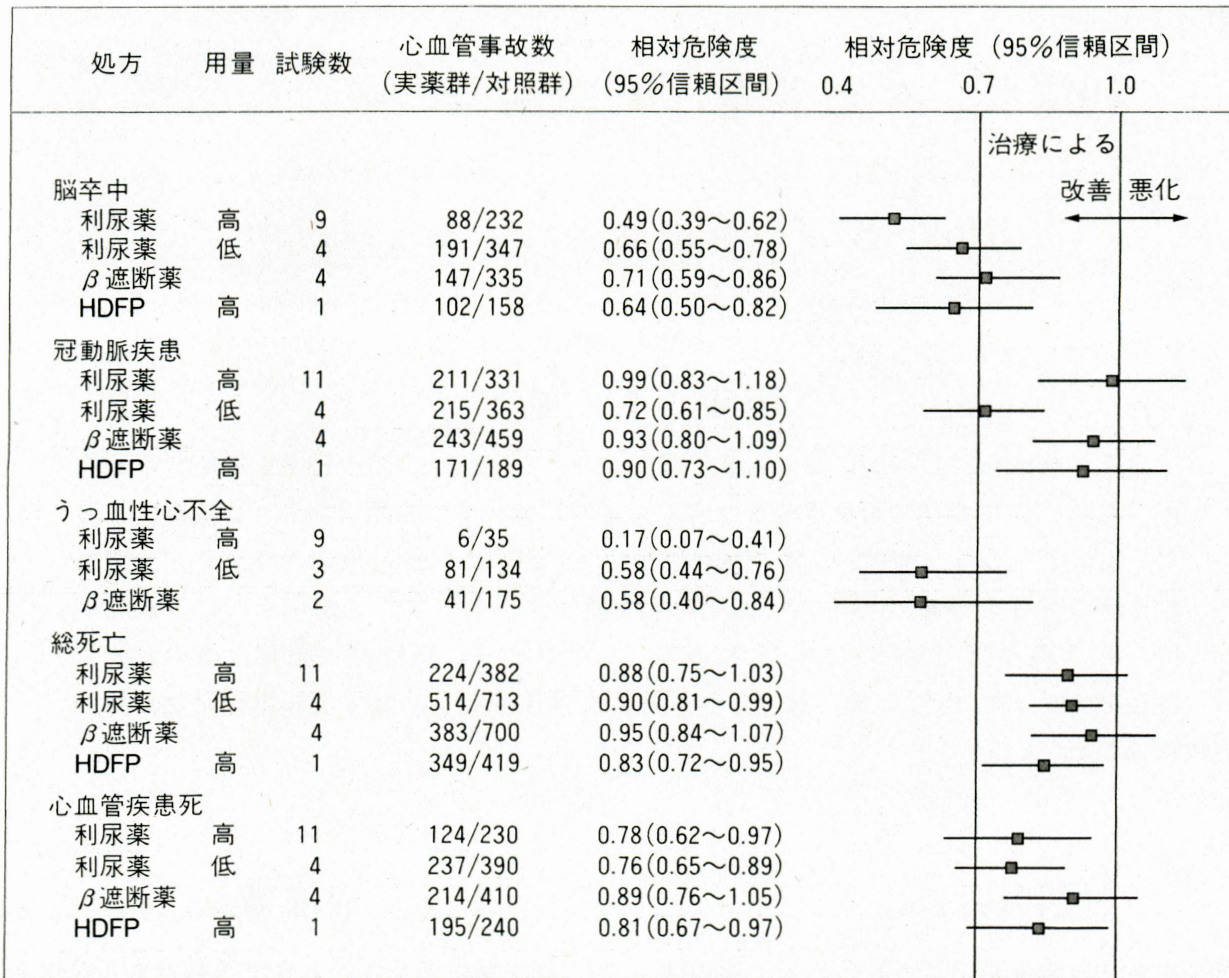 処方 用量 試験数 心血管事故数 (実薬群/対照群) 相対危険度 (95%信頼区間) 相対危険度 (95%信頼区間)
0.4 0.7 1.0
治療による
改善 悪化
脳卒中
利尿薬 高 9 88/232 0.49(0.39～0.62)
利尿薬 低 4 191/347 0.66(0.55～0.78)
β遮断薬 4 147/335 0.71(0.59～0.86)
HDFP 高 1 102/158 0.64(0.50～0.82)
冠動脈疾患
利尿薬 高 11 211/331 0.99(0.83～1.18)
利尿薬 低 4 215/363 0.72(0.61～0.85)
β遮断薬 4 243/459 0.93(0.80～1.09)
HDFP 高 1 171/189 0.90(0.73～1.10)
うっ血性心不全
利尿薬 高 9 6/35 0.17(0.07～0.41)
利尿薬 低 3 81/134 0.58(0.44～0.76)
β遮断薬 2 41/175 0.58(0.40～0.84)
総死亡
利尿薬 高 11 224/382 0.88(0.75～1.03)
利尿薬 低 4 514/713 0.90(0.81～0.99)
β遮断薬 4 383/700 0.95(0.84～1.07)
HDFP 高 1 349/419 0.83(0.72～0.95)
心血管疾患死
利尿薬 高 11 124/230 0.78(0.62～0.97)
利尿薬 低 4 237/390 0.76(0.65～0.89)
β遮断薬 4 214/410 0.89(0.76～1.05)
HDFP 高 1 195/240 0.81(0.67～0.97)